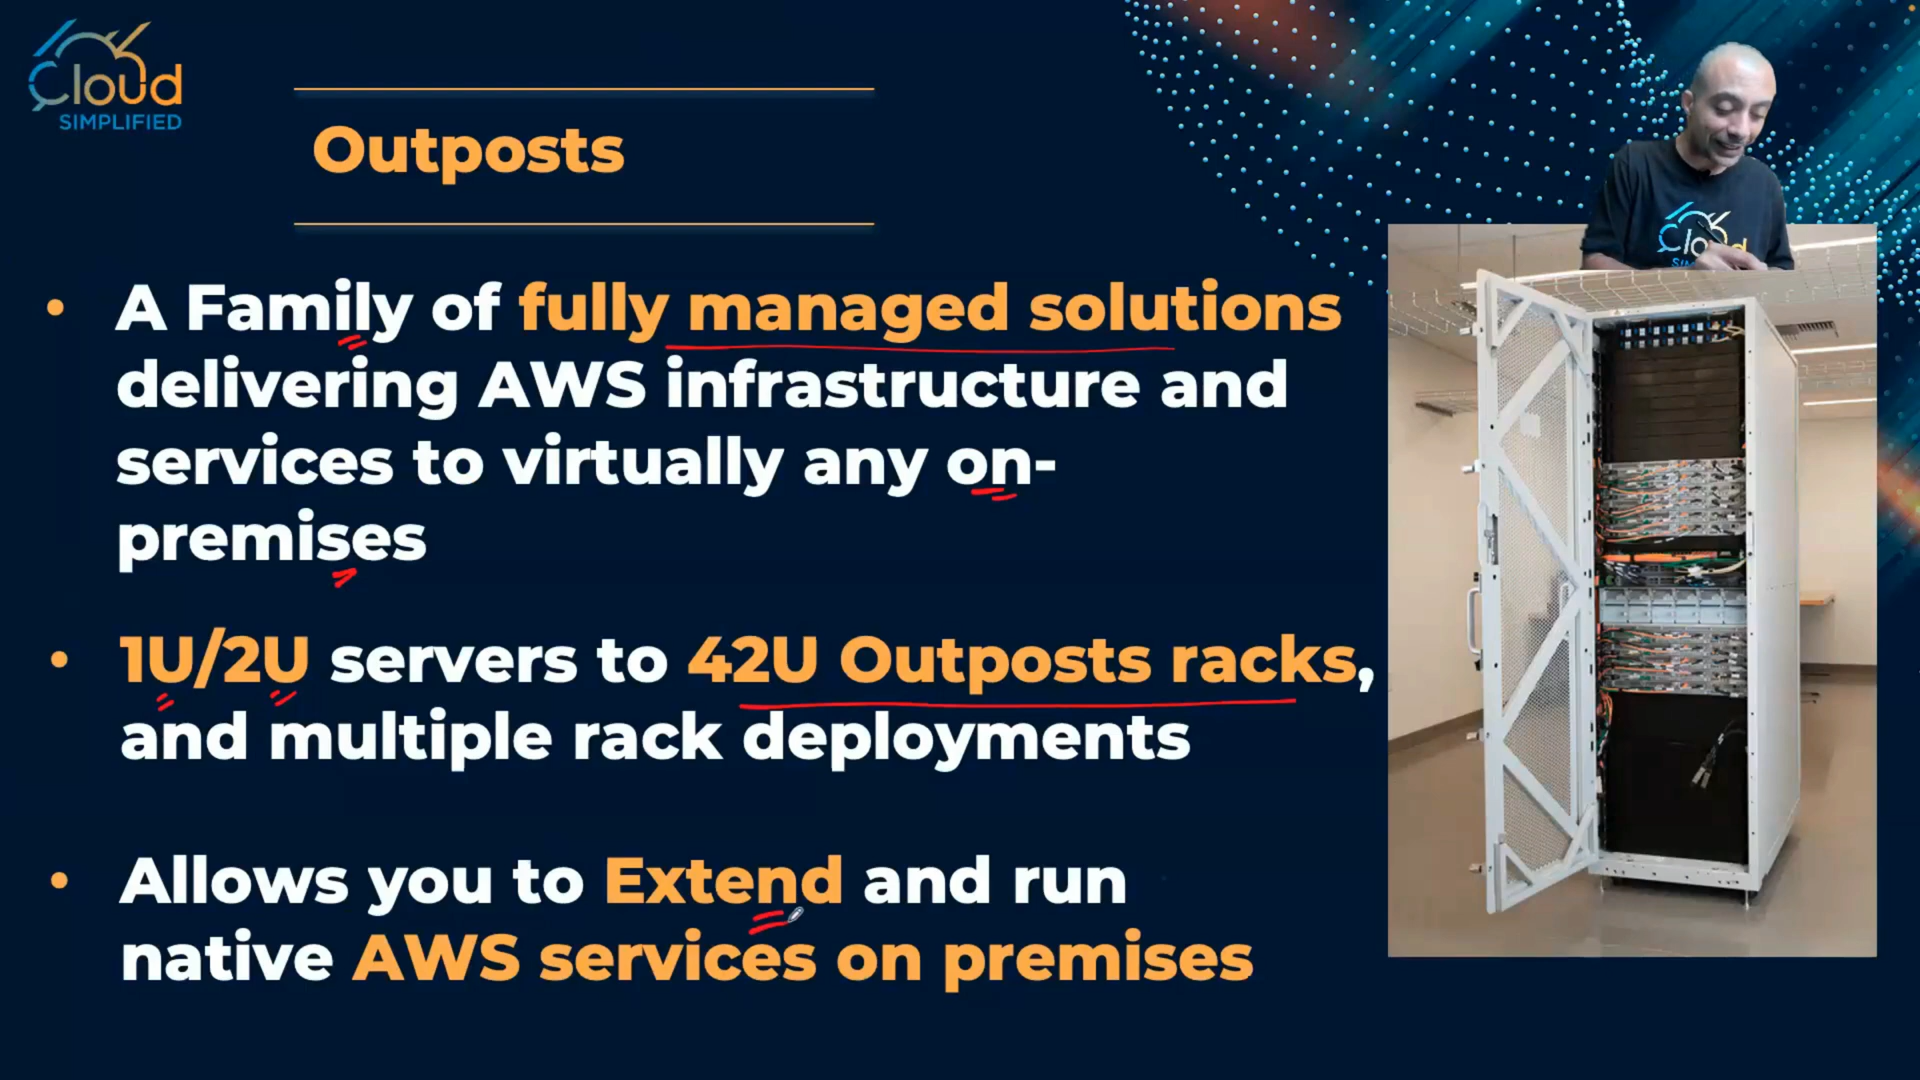 Cloud
SIMPLIFIED
Outposts
• A Family of fully managed solutions
delivering AWS infrastructure and
services to virtually any on-
premises
• 1U/2U servers to 42U Outposts racks,
and multiple rack deployments
• Allows you to Extend and run
native AWS services on premises